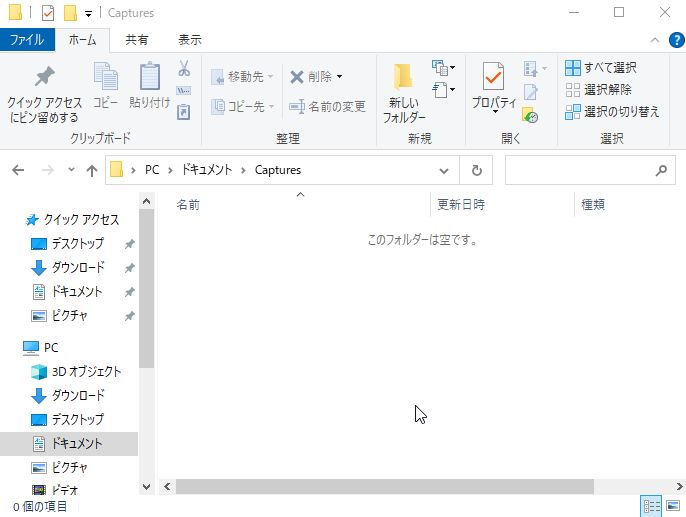 Captures
ファイル ホーム 共有 表示
クイック アクセス
にピン留めする
コピー
貼り付け
移動先
コピー先
削除
名前の変更
新しい
フォルダー
プロパティ
すべて選択
選択解除
選択の切り替え
クリップボード 整理 新規 開く 選択
PC ドキュメント Captures
名前 更新日時 種類
このフォルダーは空です。
クイック アクセス
デスクトップ
ダウンロード
ドキュメント
ピクチャ
PC
3D オブジェクト
ダウンロード
デスクトップ
ドキュメント
ピクチャ
ビデオ
0 個の項目